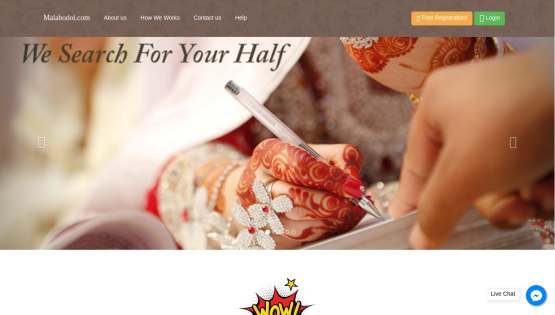 Malabodol.com
About us
How We Works
Contact us
Help
Free Registration!
Login
We Search For Your Half
WOW!
Live Chat